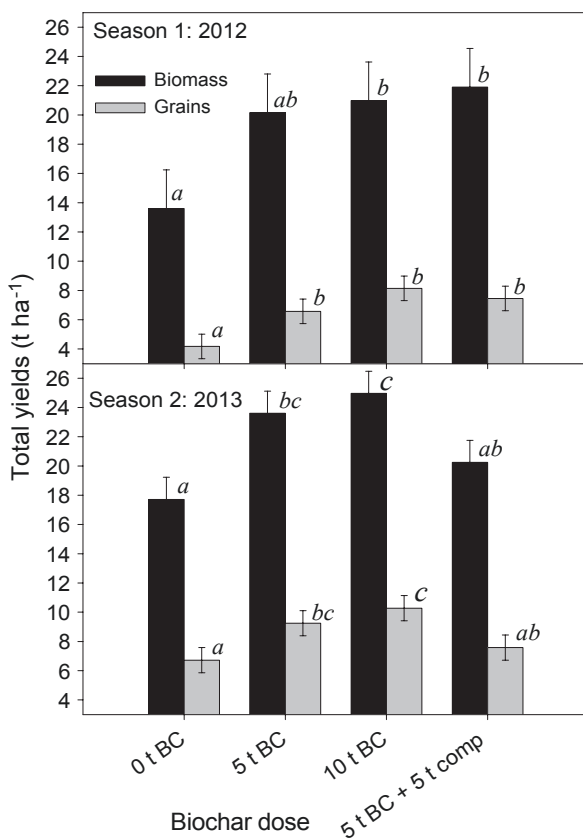 Season 1: 2012
Biomass
Grains
26
24
22
20
18
16
14
12
10
8
6
4
a
a
ab
b
b
b
b
b
Season 2: 2013
26
24
22
20
18
16
14
12
10
8
6
4
a
a
bc
bc
c
c
ab
ab
Total yields (t ha-1)
0 t BC
5 t BC
10 t BC
5 t BC + 5 t comp
Biochar dose